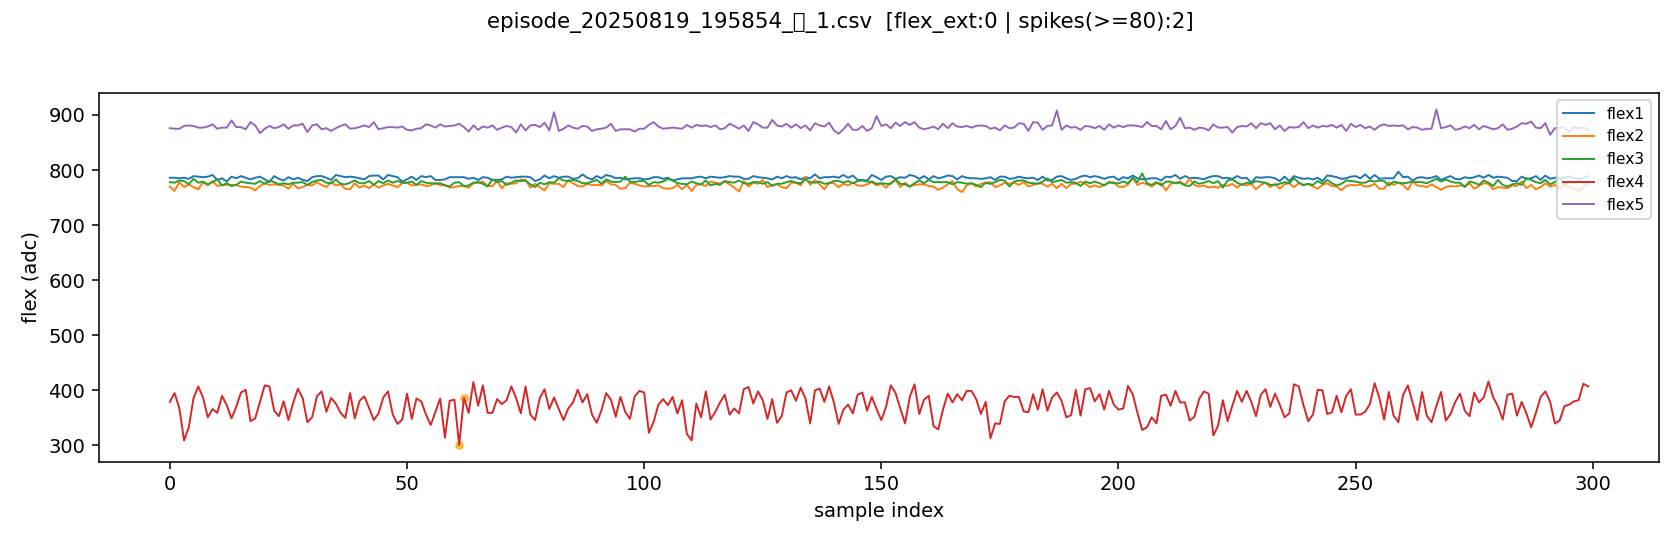 episode_20250819_195854_▯_1.csv  [flex_ext:0 | spikes(>=80):2]
flex (adc)
900
800
700
600
500
400
300
0 50 100 150 200 250 300
sample index
flex1
flex2
flex3
flex4
flex5